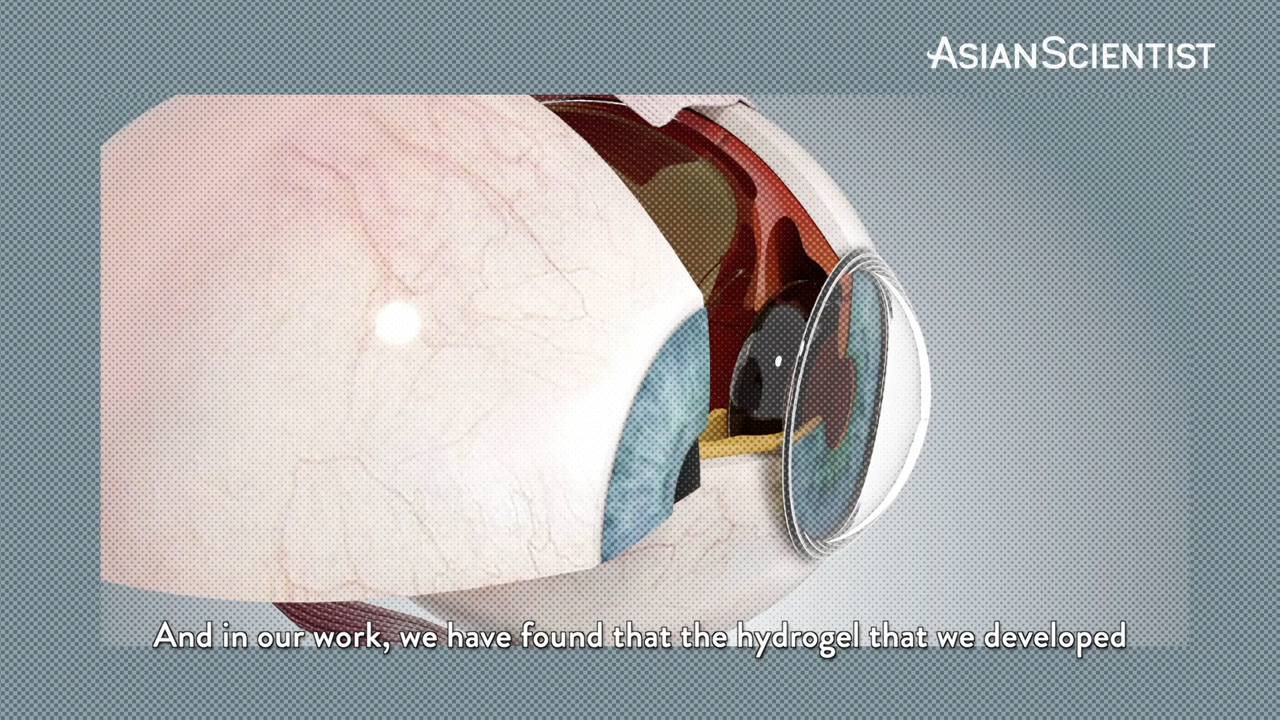 ASIANSCIENTIST
And in our work, we have found that the hydrogel that we developed